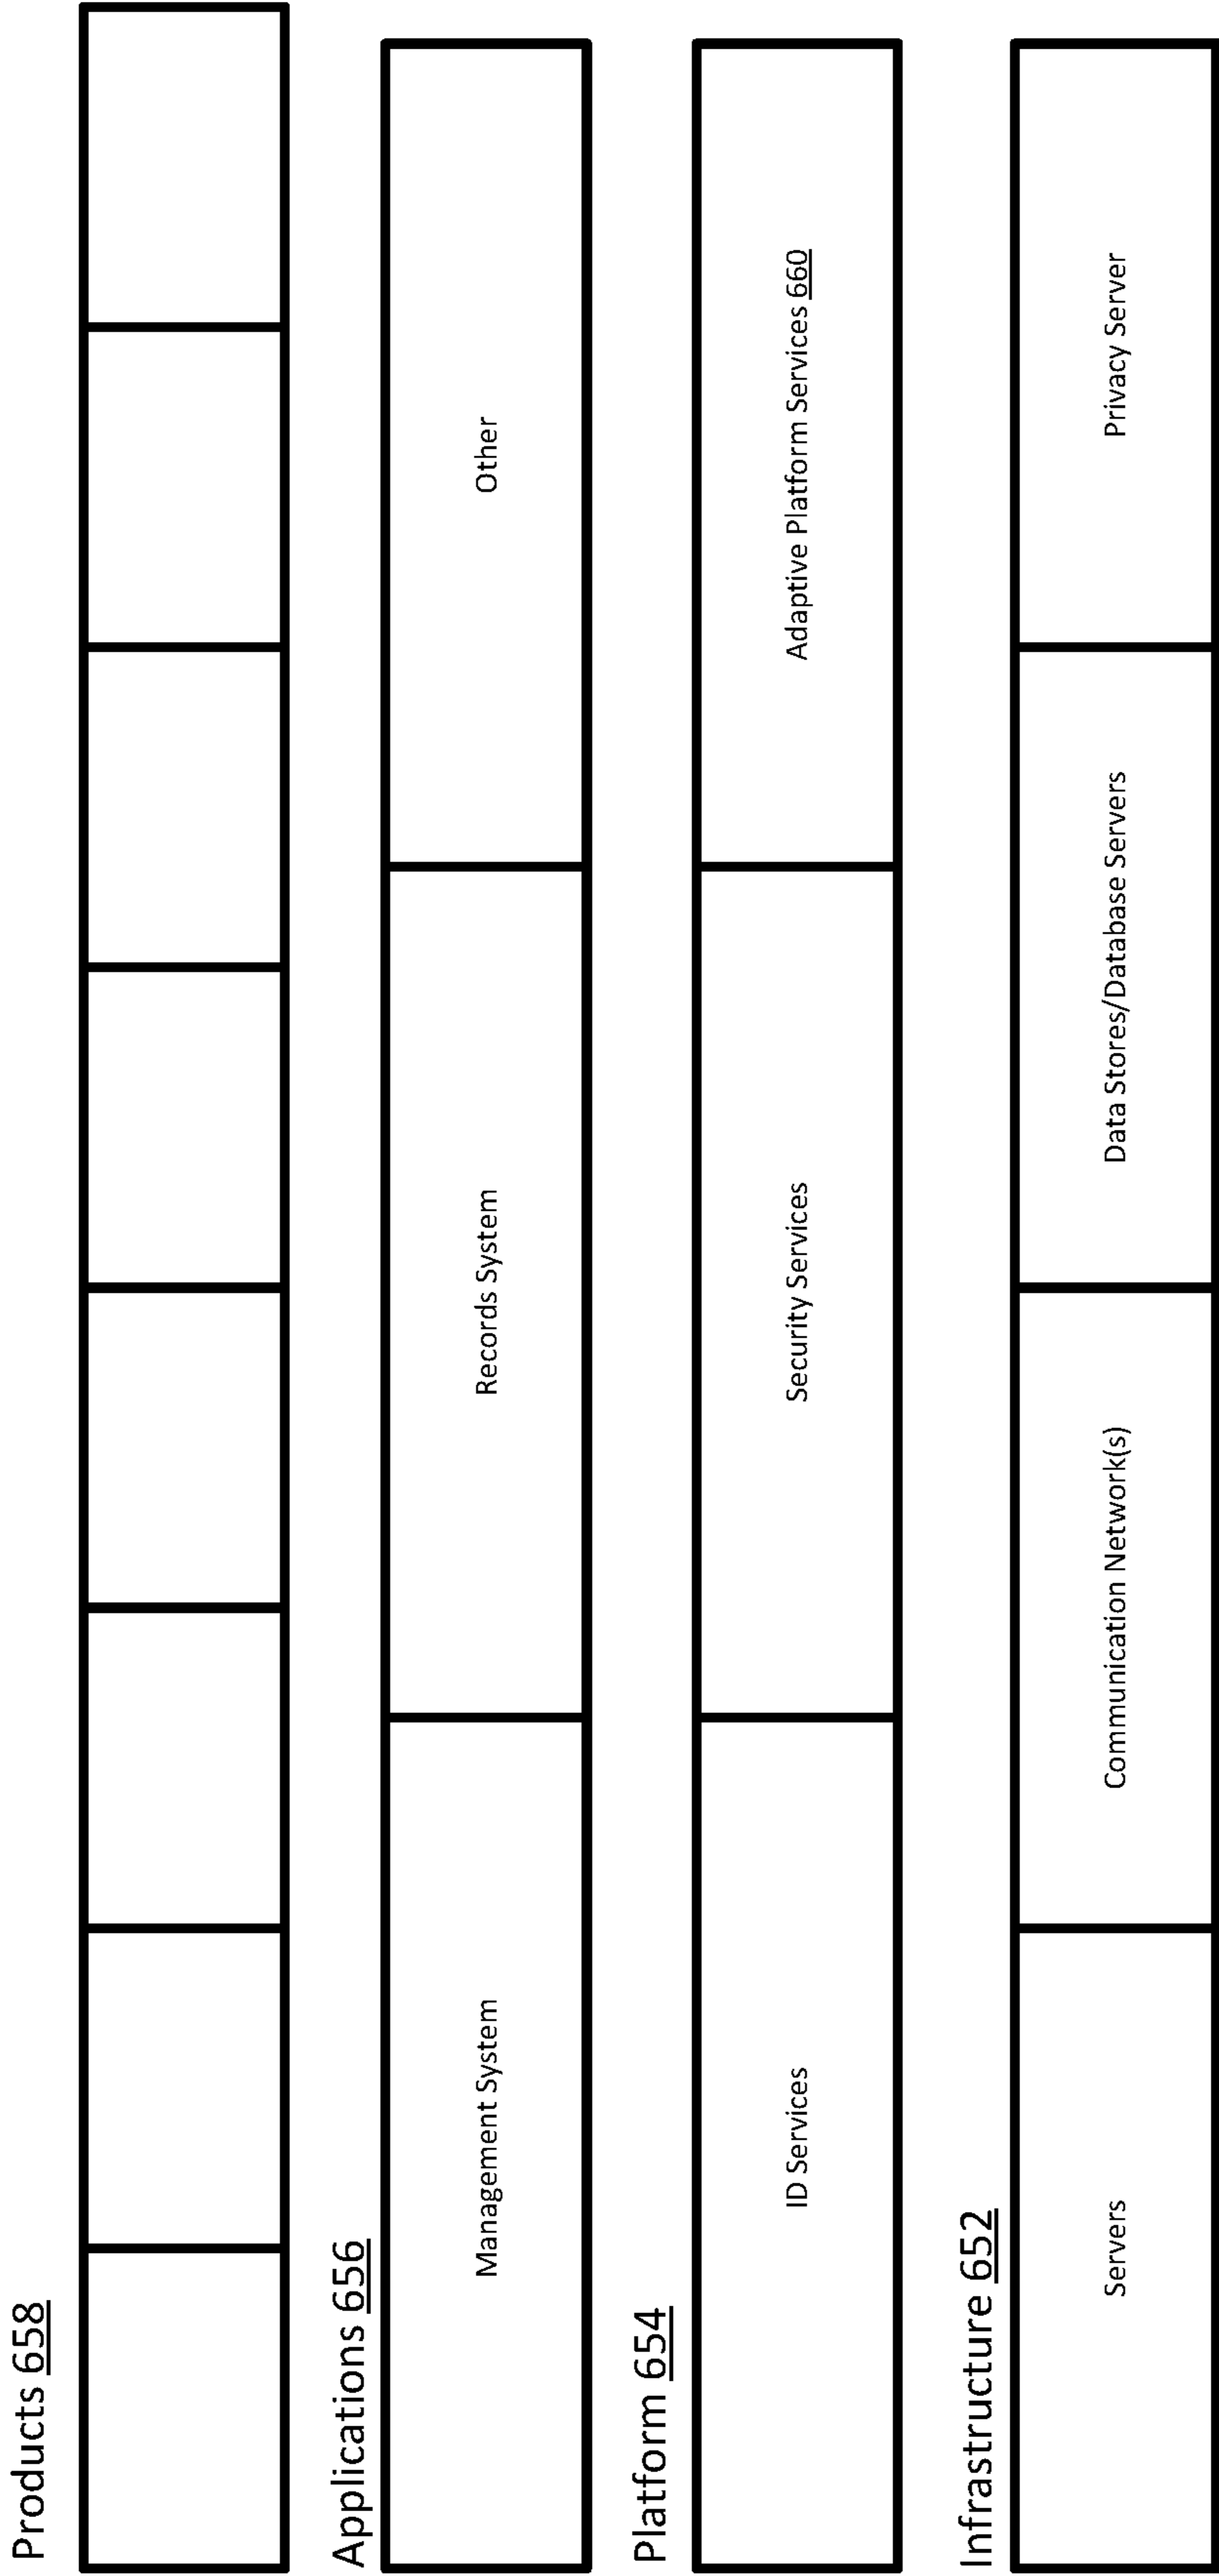 Products 658
Applications 656
Management System
Records System
Other
Platform 654
ID Services
Security Services
Adaptive Platform Services 660
Infrastructure 652
Servers
Communication Network(s)
Data Stores/Database Servers
Privacy Server